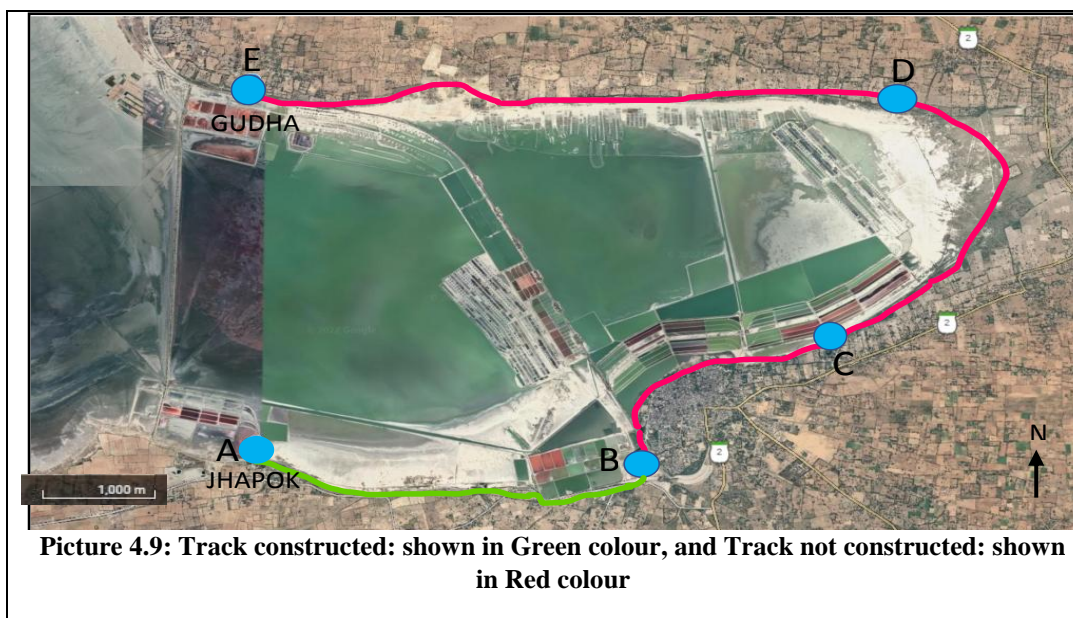 E
D
2
GUDHA
2
C
A
B
2
N
JHAPOK
1,000 m
Picture 4.9: Track constructed: shown in Green colour, and Track not constructed: shown
in Red colour